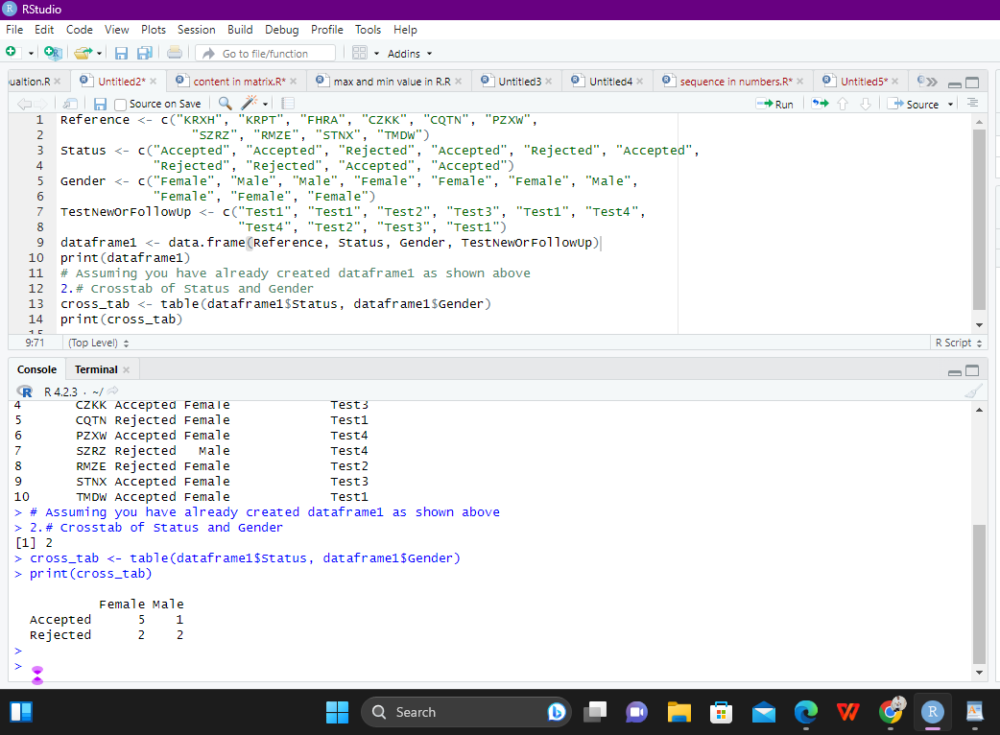 RStudio
File Edit Code View Plots Session Build Debug Profile Tools Help
Go to file/function Addins
ualtion.R Untitled2* content in matrix.R* max and min value in R.R Untitled3 Untitled4 sequence in numbers.R* Untitled5*
Source on Save Run Source
1 Reference <- c("KRXH", "KRPT", "FHRA", "CZKK", "CQTN", "PZXW",
2 "SZRZ", "RMZE", "STNX", "TMDW")
3 Status <- c("Accepted", "Accepted", "Rejected", "Accepted", "Rejected", "Accepted",
4 "Rejected", "Rejected", "Accepted", "Accepted")
5 Gender <- c("Female", "Male", "Male", "Female", "Female", "Female", "Male",
6 "Female", "Female", "Female")
7 TestNewOrFollowUp <- c("Test1", "Test1", "Test2", "Test3", "Test1", "Test4",
8 "Test4", "Test2", "Test3", "Test1")
9 dataframe1 <- data.frame(Reference, Status, Gender, TestNewOrFollowUp)
10 print(dataframe1)
11 # Assuming you have already created dataframe1 as shown above
12 2.# Crosstab of Status and Gender
13 cross_tab <- table(dataframe1$Status, dataframe1$Gender)
14 print(cross_tab)
15
9:71 (Top Level) R Script
Console Terminal
R 4.2.3 . ~/
4 CZKK Accepted Female Test3
5 CQTN Rejected Female Test1
6 PZXW Accepted Female Test4
7 SZRZ Rejected Male Test4
8 RMZE Rejected Female Test2
9 STNX Accepted Female Test3
10 TMDW Accepted Female Test1
> # Assuming you have already created dataframe1 as shown above
> 2.# Crosstab of Status and Gender
[1] 2
> cross_tab <- table(dataframe1$Status, dataframe1$Gender)
> print(cross_tab)
Female Male
Accepted 5 1
Rejected 2 2
>
>
Search